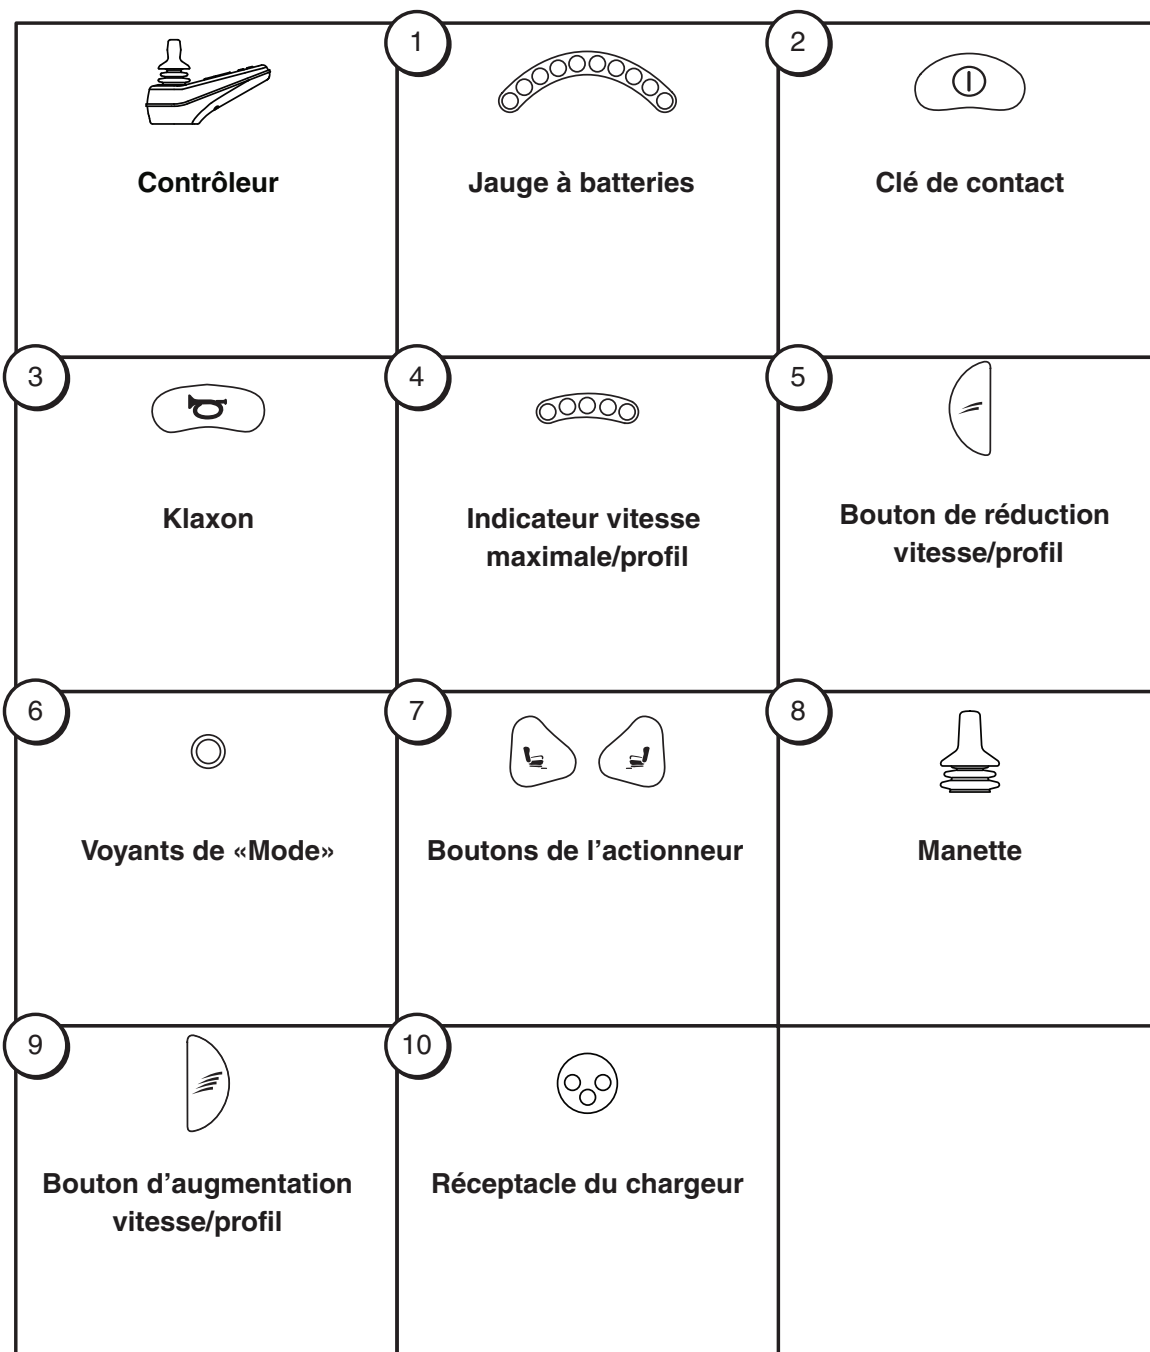 Contrôleur
1
Jauge à batteries
2
Clé de contact
3
Klaxon
4
Indicateur vitesse
maximale/profil
5
Bouton de réduction
vitesse/profil
6
Voyants de «Mode»
7
Boutons de l’actionneur
8
Manette
9
Bouton d’augmentation
vitesse/profil
10
Réceptacle du chargeur